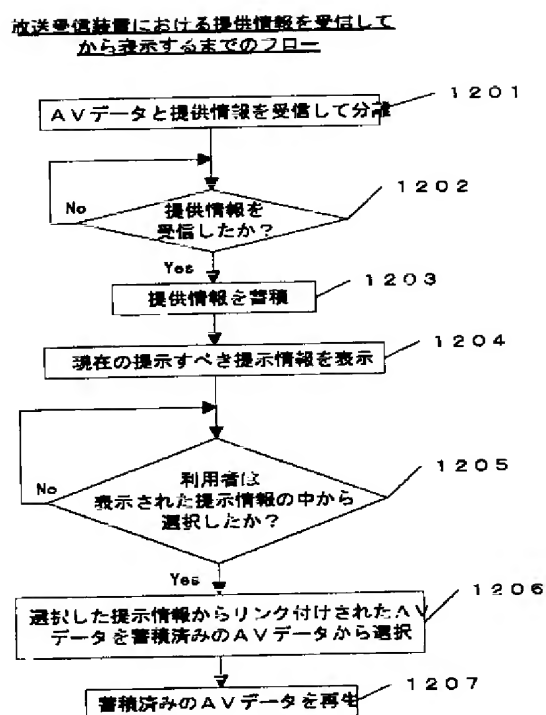 放送受信装置における提供情報を受信して
から表示するまでのフロー
1201
AVデータと提供情報を受信して分離
1202
No
提供情報を
受信したか？
Yes
1203
提供情報を蓄積
1204
現在の提示すべき提示情報を表示
1205
No
利用者は
表示された提示情報の中から
選択したか？
Yes
1206
選択した提示情報からリンク付けされたAV
データを蓄積済みのAVデータから選択
1207
蓄積済みのAVデータを再生